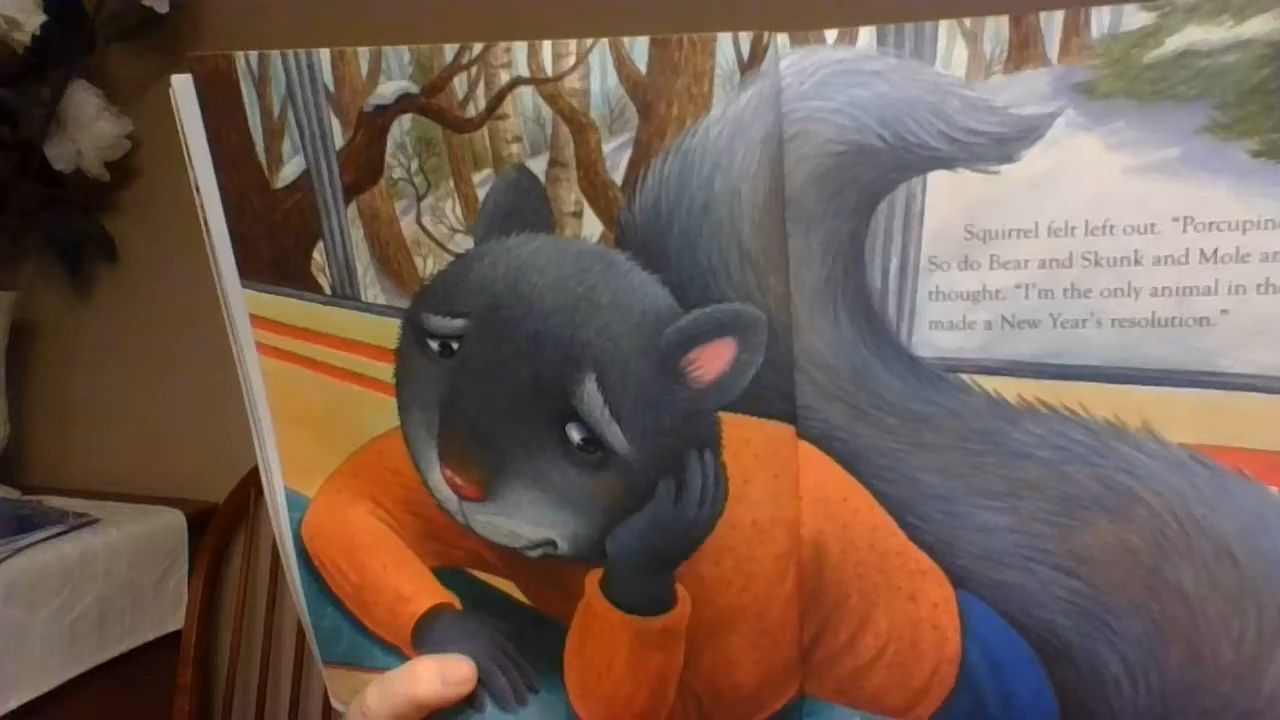 Squirrel felt left out. “Porcupin
So do Bear and Skunk and Mole an
thought. “I'm the only animal in th
made a New Year's resolution.”